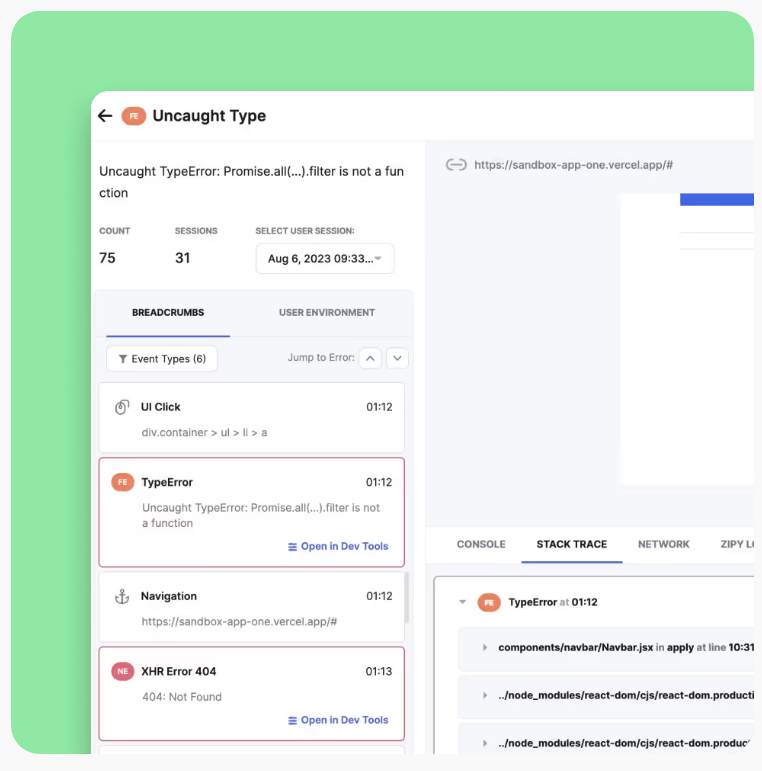 FE Uncaught Type
Uncaught TypeError: Promise.all(...).filter is not a fun
ction
COUNT SESSIONS SELECT USER SESSION:
75 31 Aug 6, 2023 09:33...
BREADCRUMBS USER ENVIRONMENT
Event Types (6) Jump to Error:
UI Click 01:12
div.container > ul > li > a
FE TypeError 01:12
Uncaught TypeError: Promise.all(...).filter is not
a function
Open in Dev Tools
Navigation 01:12
https://sandbox-app-one.vercel.app/#
NE XHR Error 404 01:13
404: Not Found
Open in Dev Tools
https://sandbox-app-one.vercel.app/#
CONSOLE STACK TRACE NETWORK ZIPY
FE TypeError at 01:12
components/navbar/Navbar.jsx in apply at line 10:31
../node_modules/react-dom/cjs/react-dom.producti
../node_modules/react-dom/cjs/react-dom.produc